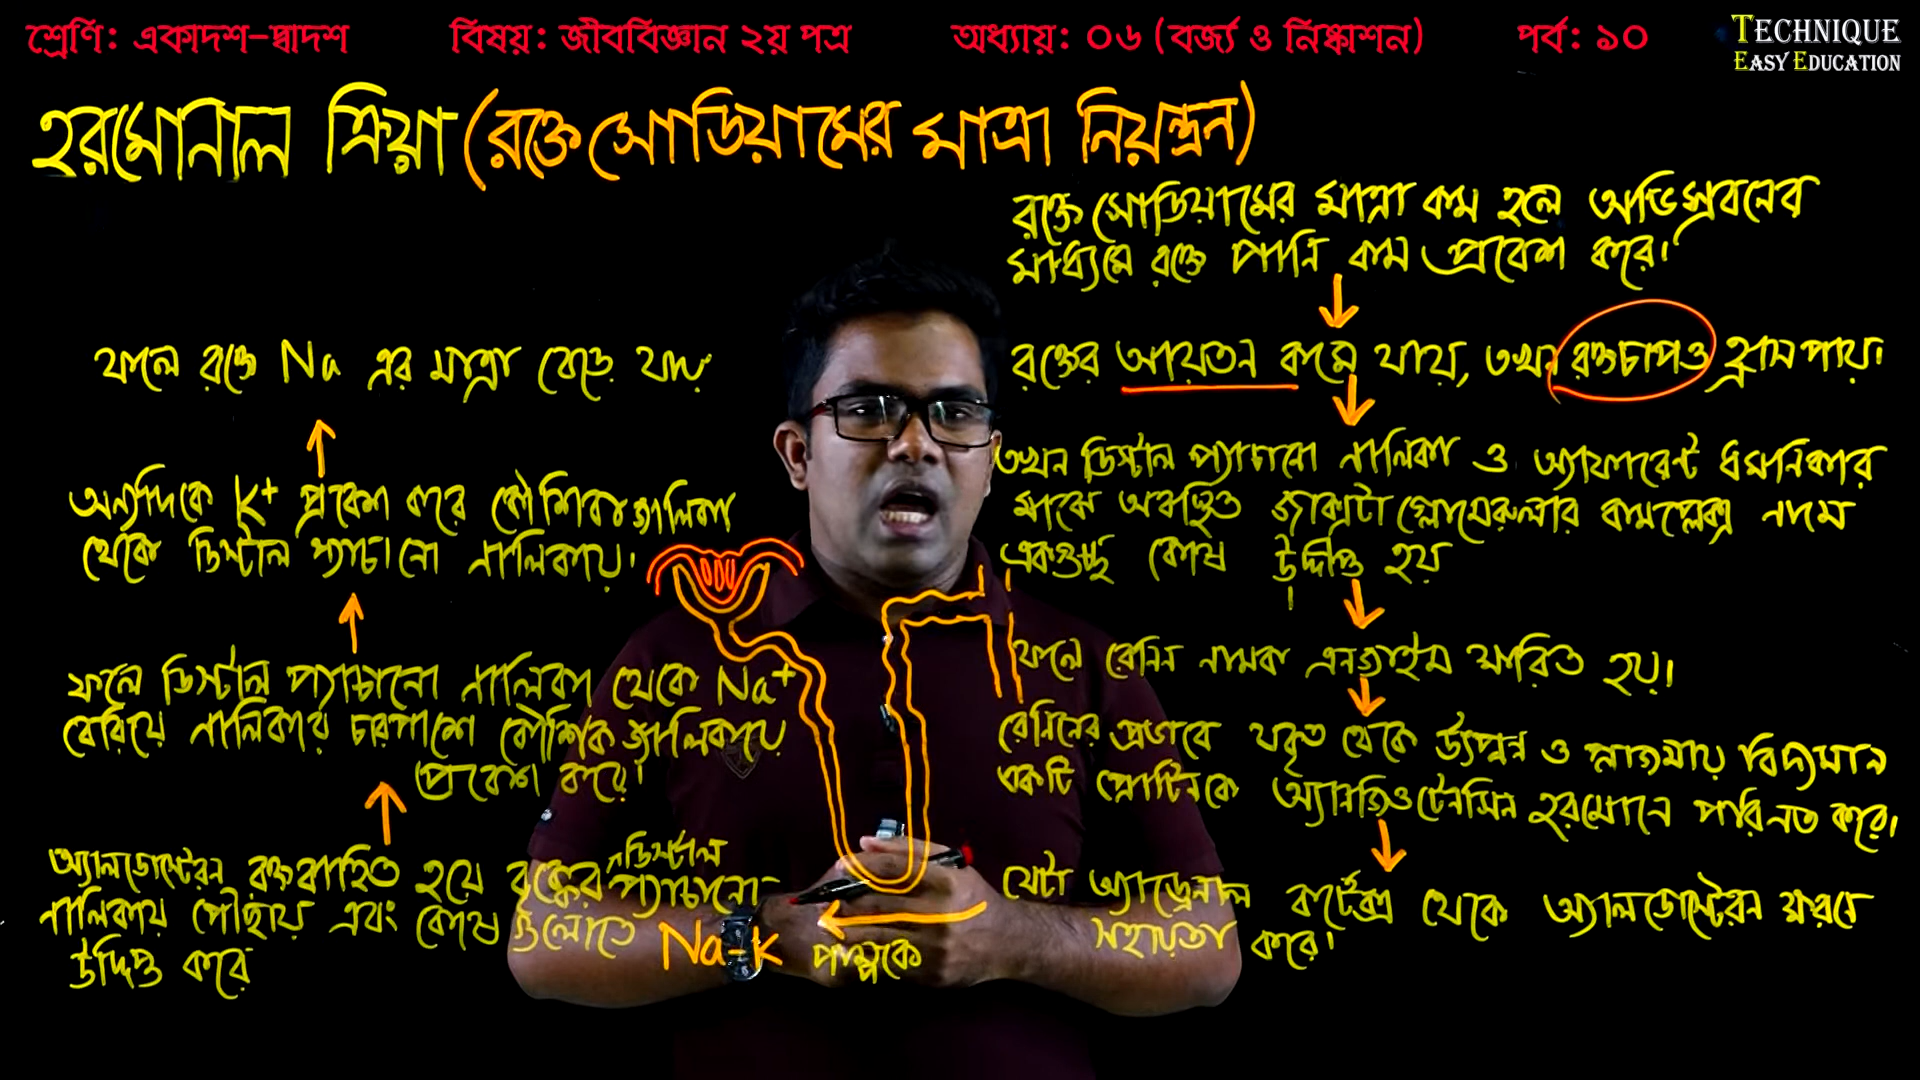 শ্রেণি: একাদশ-দ্বাদশ বিষয়: জীববিজ্ঞান ২য় পত্র অধ্যায়: ০৬ (বর্জ্য ও নিষ্কাশন) পর্ব: ১০
TECHNIQUE
EASY EDUCATION
হরমোনাল ক্রিয়া (রক্তে সোডিয়ামের মাত্রা নিয়ন্ত্রন)
রক্তে সোডিয়ামের মাত্রা কম হলে অভিস্রবনের
মাধ্যমে রক্তে পানি কম প্রবেশ করে।
রক্তের আয়তন কমে যায়, তখন রক্তচাপও হ্রাস পায়।
তখন ডিস্টাল প্যাচানো নালিকা ও অ্যাফারেন্ট ধমনিকার
মাঝে অবস্থিত জাক্সটা গ্লোমেরুলার কমপ্লেক্স নামে
একগুচ্ছ কোষ উদ্দীপ্ত হয়
ফলে রেনিন নামক এনজাইম ক্ষরিত হয়।
রেনিনের প্রভাবে যকৃত থেকে উৎপন্ন ও প্লাজমায় বিদ্যমান
একটি প্রোটিনকে অ্যানজিওটেনসিন হরমোনে পরিনত করে।
যেটা অ্যাড্রেনাল কর্টেক্স থেকে অ্যালডোস্টেরন ক্ষরণে
সহায়তা করে।
অ্যালডোস্টেরন রক্তবাহিত হয়ে বৃক্কের ডিস্টাল প্যাচানো
নালিকায় পৌছায় এবং কোষ গুলোতে Na-K পাম্পকে
উদ্দিপ্ত করে
ফলে ডিস্টাল প্যাচানো নালিকা থেকে Na+
বেরিয়ে নালিকার চারপাশে কৌশিক জালিকায়
প্রবেশ করে।
অন্যদিকে K+ প্রবেশ করে কৌশিকা জালিকা
থেকে ডিস্টাল প্যাচানো নালিকায়।
ফলে রক্তে Na এর মাত্রা বেড়ে যায়